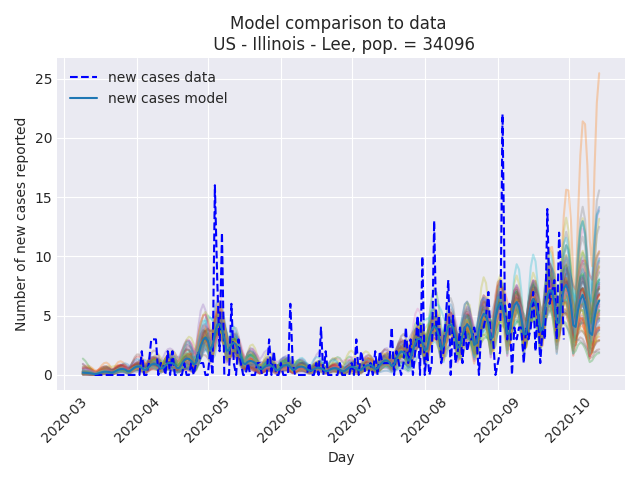 Model comparison to data
US - Illinois - Lee, pop. = 34096
new cases data
new cases model
Number of new cases reported
25
20
15
10
5
0
2020-03
2020-04
2020-05
2020-06
2020-07
2020-08
2020-09
2020-10
Day